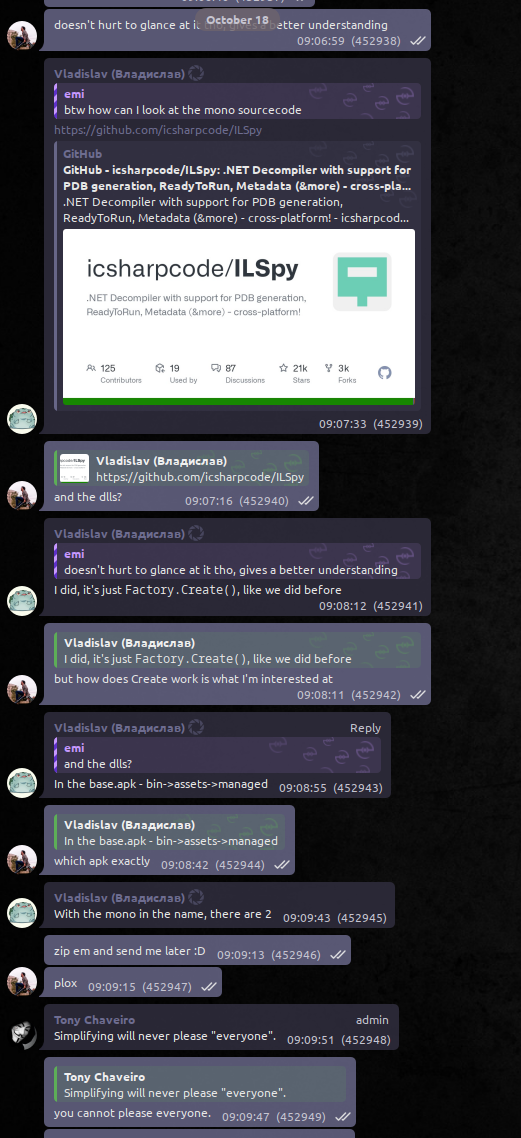 October 18
doesn't hurt to glance at it tho, gives a better understanding
09:06:59 (452938)
Vladislav (Владислав)
emi
btw how can I look at the mono sourcecode
https://github.com/icsharpcode/ILSpy
GitHub
GitHub - icsharpcode/ILSpy: .NET Decompiler with support for
PDB generation, ReadyToRun, Metadata (&more) - cross-pla...
.NET Decompiler with support for PDB generation,
ReadyToRun, Metadata (&more) - cross-platform! - icsharpcod...
icsharpcode/ILSpy
.NET Decompiler with support for PDB generation,
ReadyToRun, Metadata (&more) - cross-platform!
125 19 87 21k 3k
Contributors Used by Discussions Stars Forks
09:07:33 (452939)
Vladislav (Владислав)
https://github.com/icsharpcode/ILSpy
and the dlls? 09:07:16 (452940)
Vladislav (Владислав)
emi
doesn't hurt to glance at it tho, gives a better understanding
I did, it's just Factory.Create(), like we did before
09:08:12 (452941)
Vladislav (Владислав)
I did, it's just Factory.Create(), like we did before
but how does Create work is what I'm interested at
09:08:11 (452942)
Vladislav (Владислав) Reply
emi
and the dlls?
In the base.apk - bin->assets->managed 09:08:55 (452943)
Vladislav (Владислав)
In the base.apk - bin->assets->managed
which apk exactly 09:08:42 (452944)
Vladislav (Владислав)
With the mono in the name, there are 2 09:09:43 (452945)
zip em and send me later :D 09:09:13 (452946)
plox 09:09:15 (452947)
Tony Chaveiro admin
Simplifying will never please "everyone". 09:09:51 (452948)
Tony Chaveiro
Simplifying will never please "everyone".
you cannot please everyone. 09:09:47 (452949)